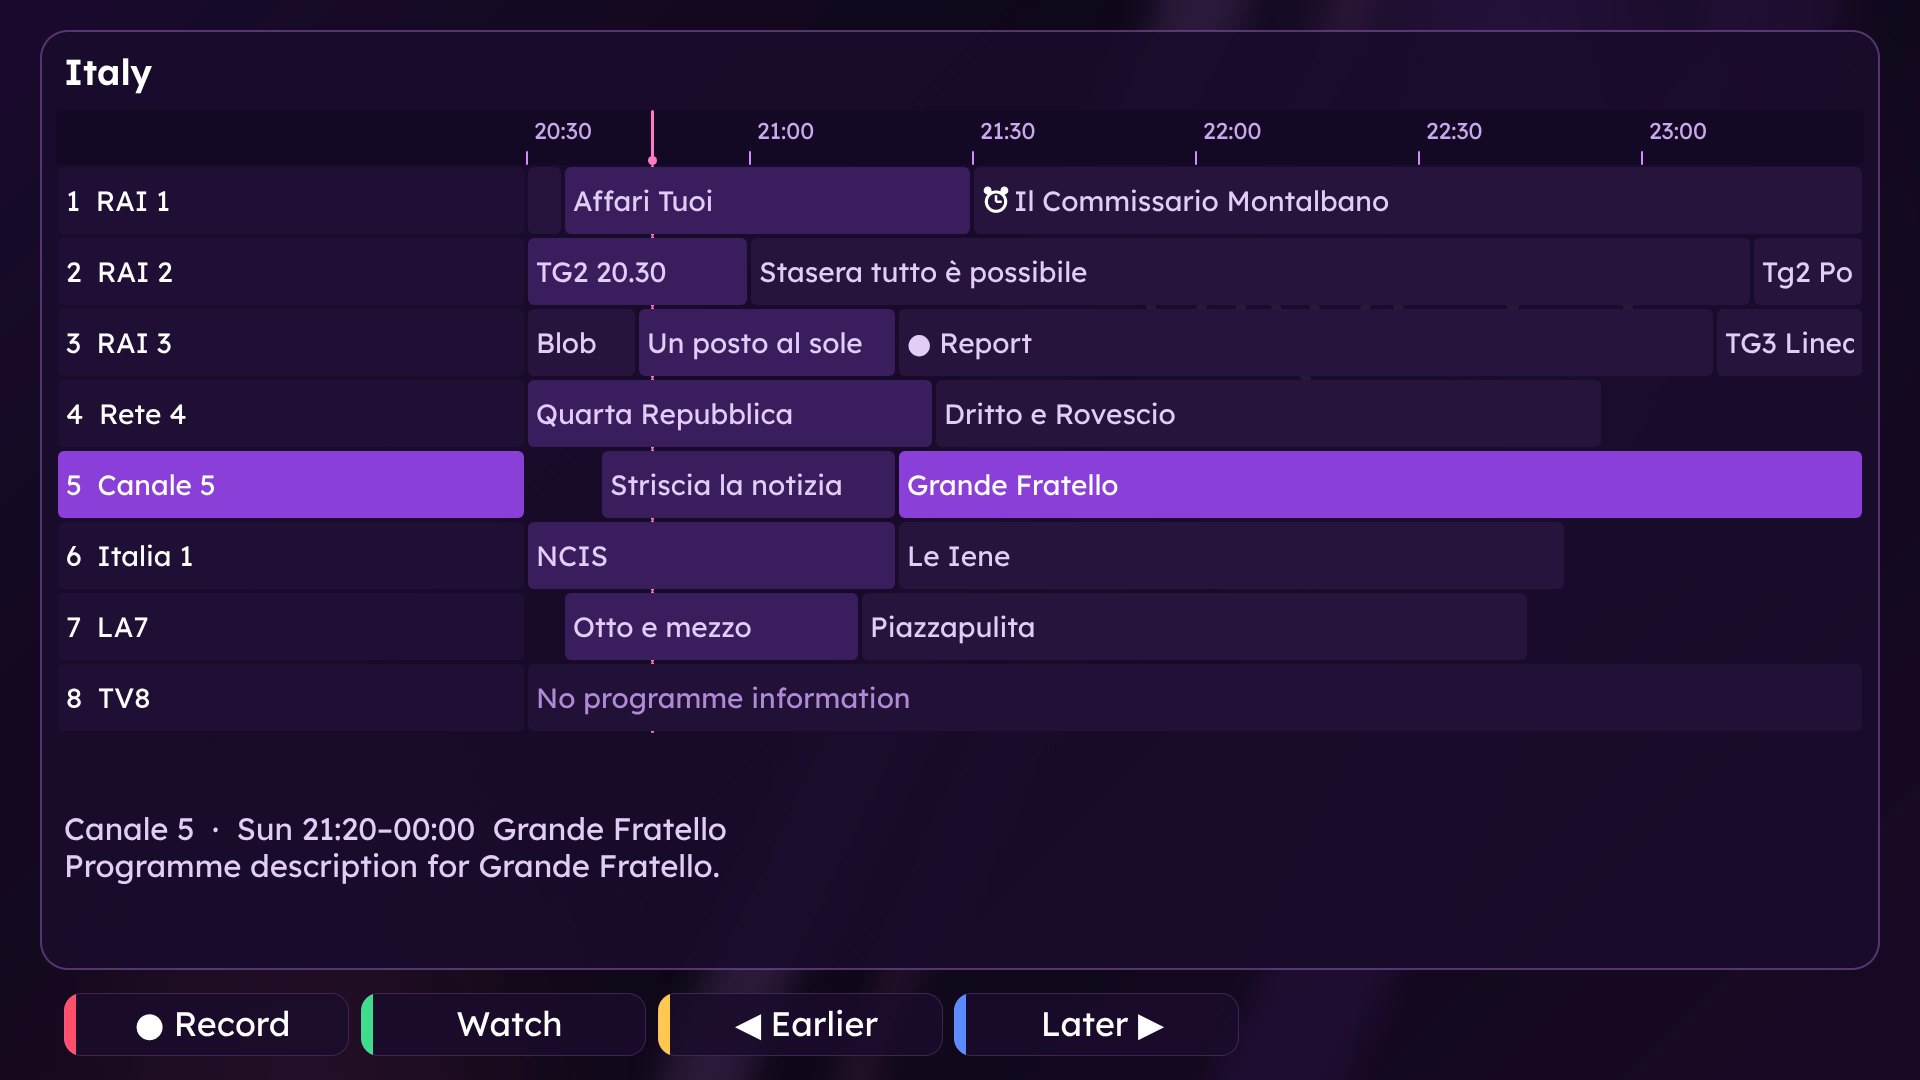 Italy
20:30 21:00 21:30 22:00 22:30 23:00
1 RAI 1 Affari Tuoi Il Commissario Montalbano
2 RAI 2 TG2 20.30 Stasera tutto è possibile Tg2 Po
3 RAI 3 Blob Un posto al sole ● Report TG3 Linec
4 Rete 4 Quarta Repubblica Dritto e Rovescio
5 Canale 5 Striscia la notizia Grande Fratello
6 Italia 1 NCIS Le Iene
7 LA7 Otto e mezzo Piazzapulita
8 TV8 No programme information
Canale 5 · Sun 21:20–00:00 Grande Fratello
Programme description for Grande Fratello.
● Record Watch ◀ Earlier Later ▶